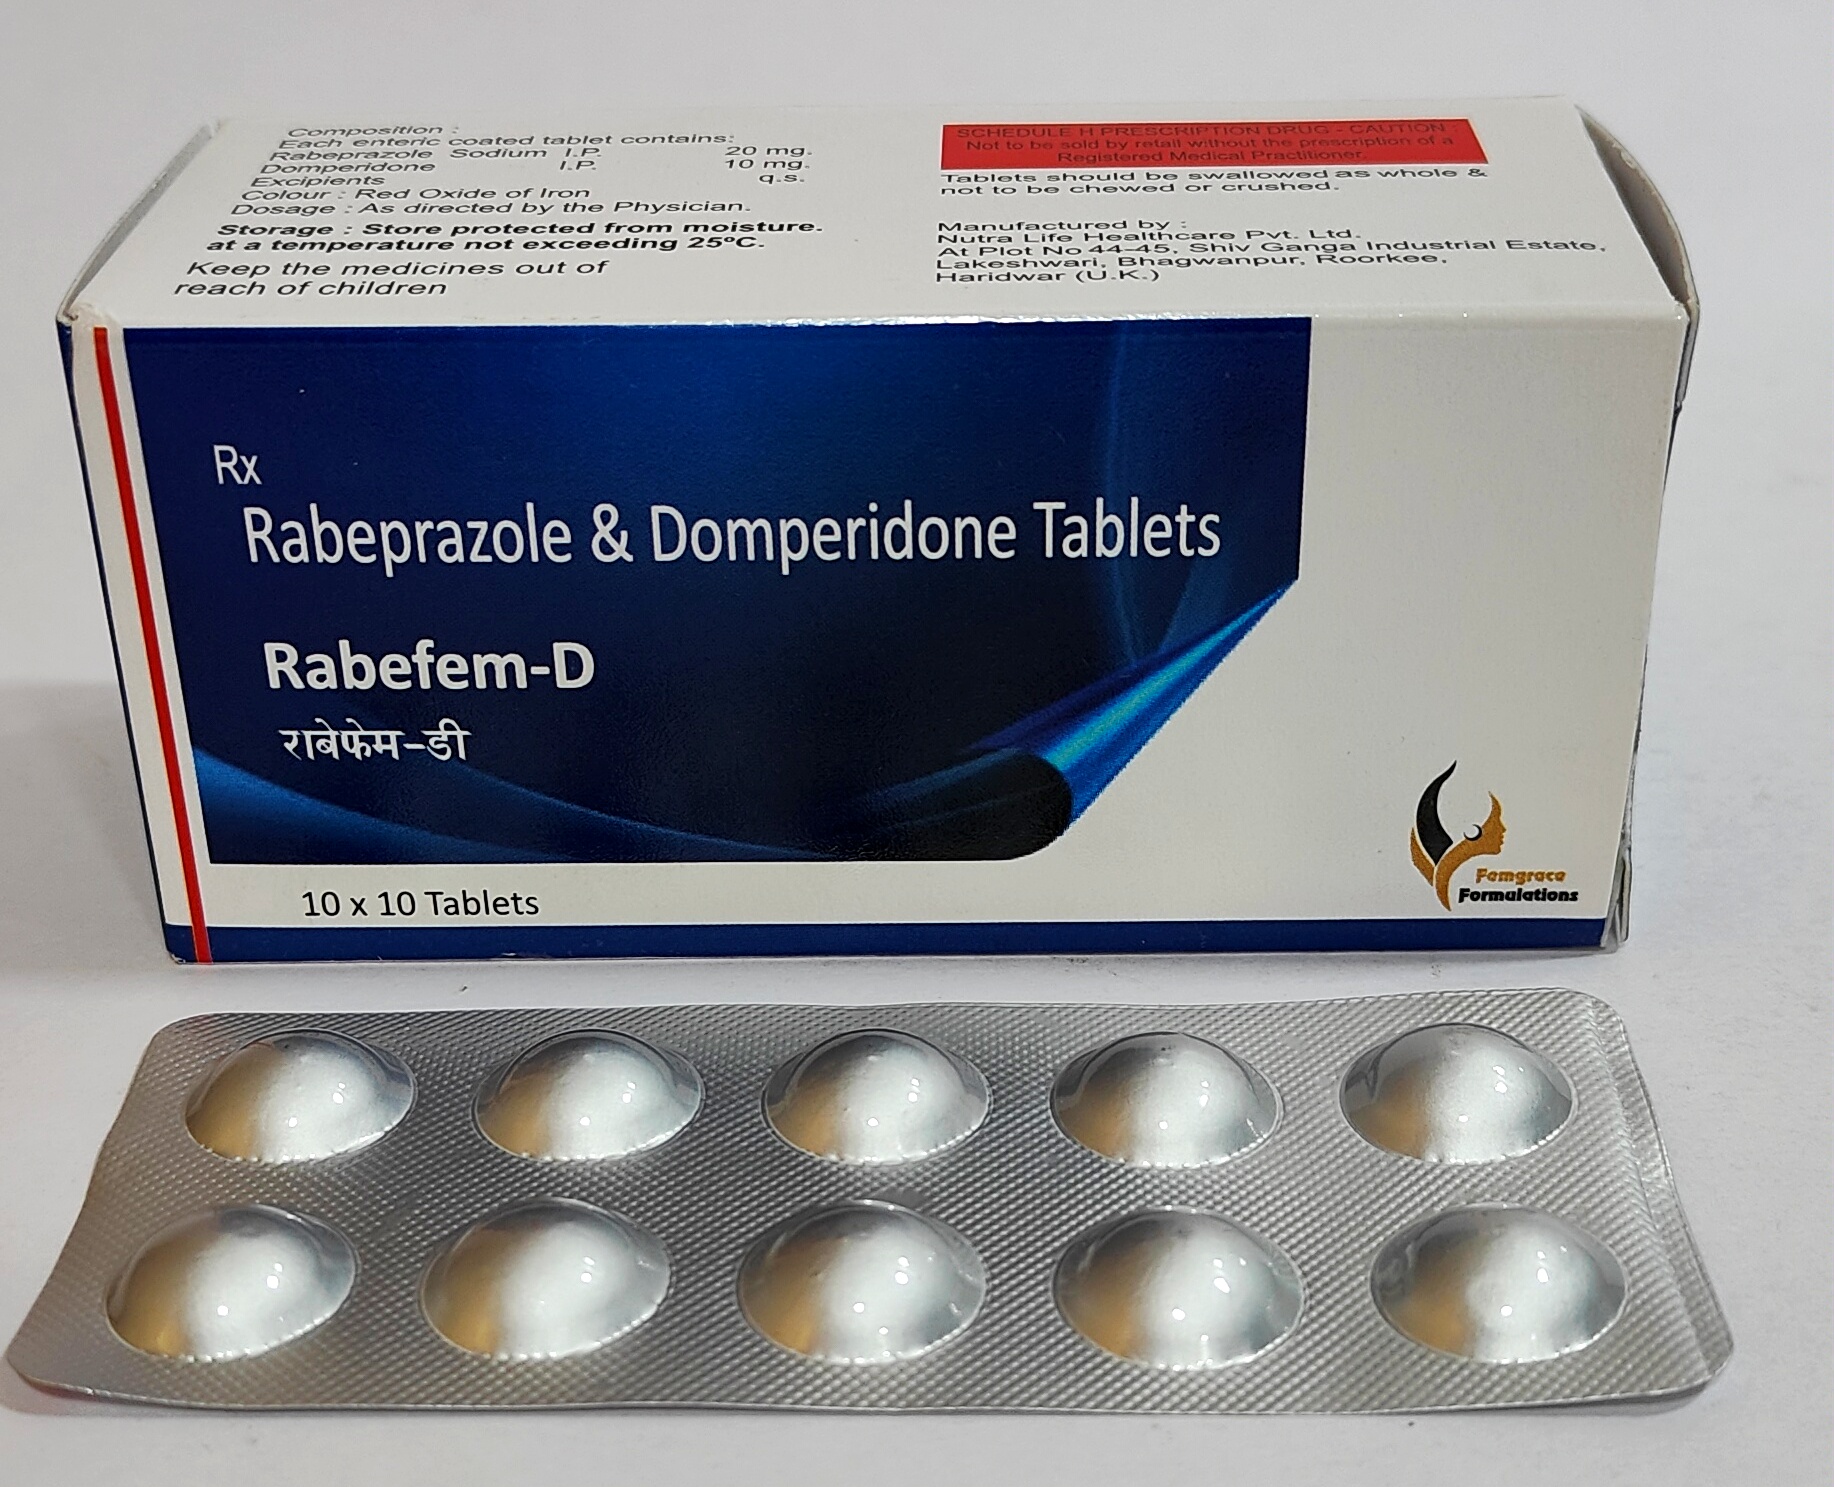 Composition :
Each enteric coated tablet contains:
Rabeprazole Sodium I.P. 20 mg.
Domperidone I.P. 10 mg.
Excipients q.s.
Colour : Red Oxide of Iron
Dosage : As directed by the Physician.
Storage : Store protected from moisture.
at a temperature not exceeding 25°C.
Keep the medicines out of
reach of children
SCHEDULE H PRESCRIPTION DRUG - CAUTION
Not to be sold by retail without the prescription of a
Registered Medical Practitioner.
Tablets should be swallowed as whole &
not to be chewed or crushed.
Manufactured by :
Nutra Life Healthcare Pvt. Ltd.
At Plot No 44-45, Shiv Ganga Industrial Estate,
Lakeshwari, Bhagwanpur, Roorkee,
Haridwar (U.K.)
Rx
Rabeprazole & Domperidone Tablets
Rabefem-D
राबेफेम-डी
10 x 10 Tablets
Femgrace
Formulations